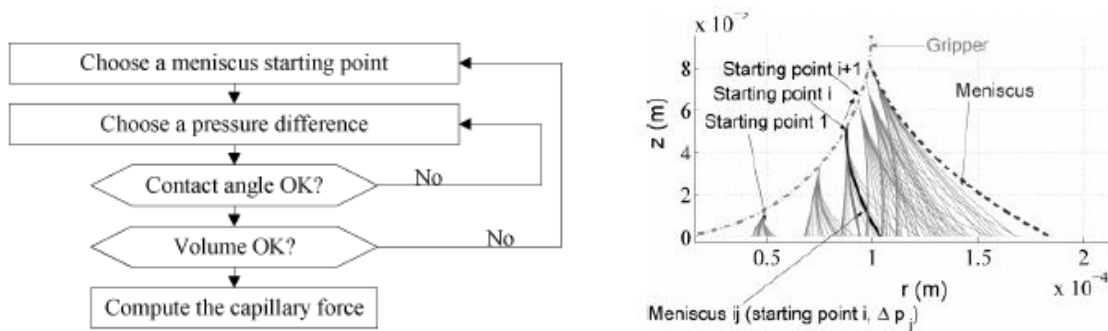 Choose a meniscus starting point
Choose a pressure difference
Contact angle OK?
No
Volume OK?
No
Compute the capillary force
Gripper
Starting point i+1
Starting point i
Starting point 1
Meniscus
z (m)
8
6
4
2
0
0.5
1
1.5
2
r (m)
x 10⁻⁴
Meniscus ij (starting point i, Δ pⱼ)